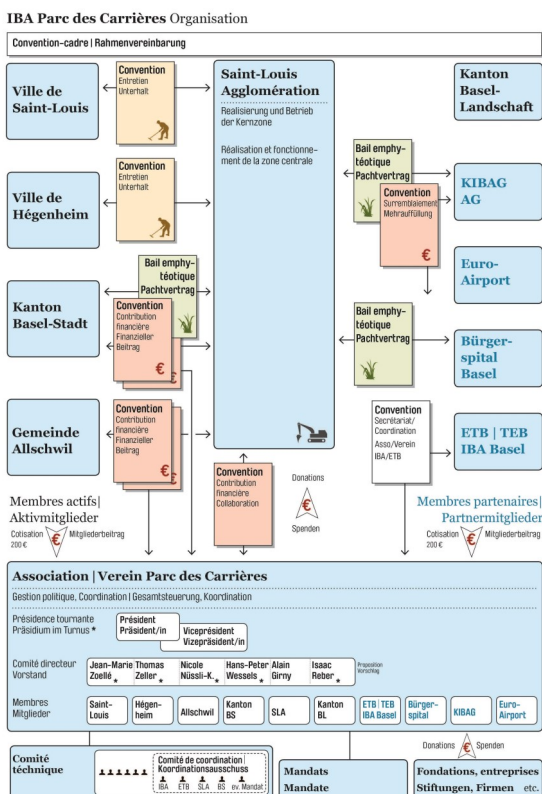 IBA Parc des Carrières Organisation
Convention-cadre | Rahmenvereinbarung
Ville de
Saint-Louis
Convention
Entretien
Unterhalt
Saint-Louis
Agglomération
Realisierung und Betrieb
der Kernzone
Réalisation et fonctionne-
ment de la zone centrale
Kanton
Basel-
Landschaft
Ville de
Hégenheim
Convention
Entretien
Unterhalt
Bail emphy-
téotique
Pachtvertrag
Convention
Surremblaiement
Mehrauffüllung
€
KIBAG
AG
Euro-
Airport
Kanton
Basel-Stadt
Bail emphy-
téotique
Pachtvertrag
Convention
Contribution
financière
Finanzieller
Beitrag
€
€
Bail emphy-
téotique
Pachtvertrag
Bürger-
spital
Basel
Gemeinde
Allschwil
Convention
Contribution
financière
Finanzieller
Beitrag
€
€
Convention
Secrétariat/
Coordination
Asso/Verein
IBA/ETB
ETB | TEB
IBA Basel
Convention
Contribution
financière
Collaboration
Donations
€
Spenden
Membres actifs|
Aktivmitglieder
Cotisation € Mitgliederbeitrag
200 €
Membres partenaires|
Partnermitglieder
Cotisation € Mitgliederbeitrag
200 €
Association | Verein Parc des Carrières
Gestion politique, Coordination | Gesamtsteuerung, Koordination
Présidence tournante
Präsidium im Turnus *
Président
Präsident/in
Viceprésident
Vizepräsident/in
Comité directeur
Vorstand
Jean-Marie
Zoellé *
Thomas
Zeller *
Nicole
Nüssli-K. *
Hans-Peter
Wessels *
Alain
Girny
Isaac
Reber *
Proposition
Vorschlag
Membres
Mitglieder
Saint-
Louis
Hégen-
heim
Allschwil
Kanton
BS
SLA
Kanton
BL
ETB | TEB
IBA Basel
Bürger-
spital
KIBAG
Euro-
Airport
Donations € Spenden
Comité
téchnique
Comité de coordination |
Koordinationsausschuss
IBA ETB SLA BS ev. Mandat
Mandats
Mandate
Fondations, entreprises
Stiftungen, Firmen etc.